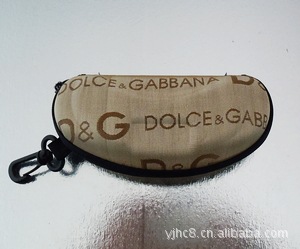 DOLCE & GABBANA
D&G DOLCE & GABBA
D&G
yjhc8.cn.alibaba.com